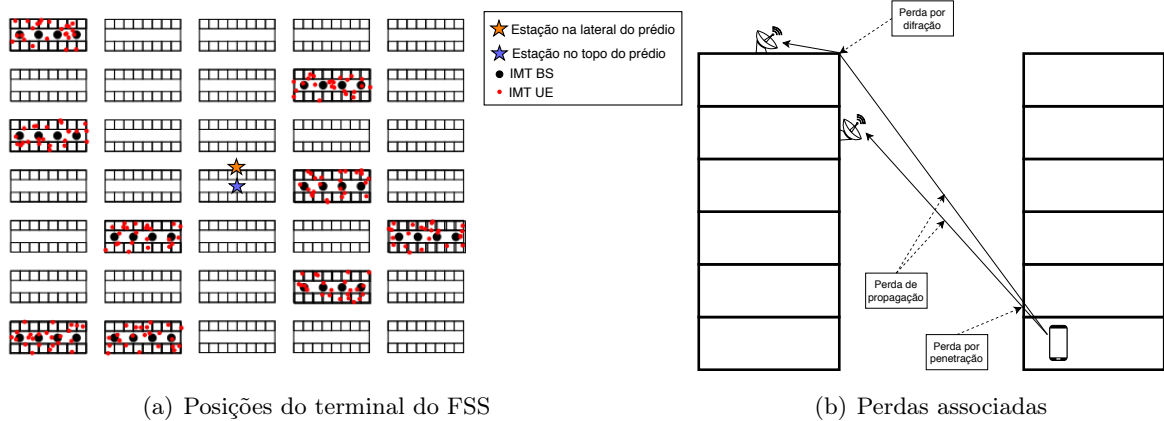 Estação na lateral do prédio
Estação no topo do prédio
IMT BS
IMT UE
Perda por
difração
Perda de
propagação
Perda por
penetração
(a) Posições do terminal do FSS
(b) Perdas associadas